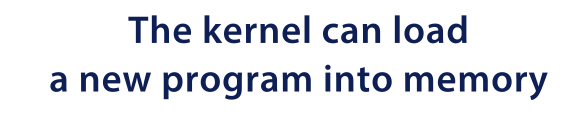 The kernel can load
a new program into memory